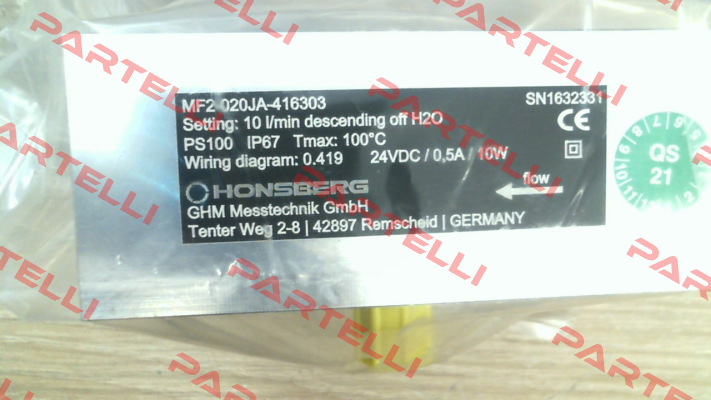 MF2-020JA-416303 SN1632331
Setting: 10 l/min descending off H2O
PS100 IP67 Tmax: 100°C CE
Wiring diagram: 0.419 24VDC / 0,5A / 10W
HONSBERG flow
GHM Messtechnik GmbH
Tenter Weg 2-8 | 42897 Remscheid | GERMANY
QS
21
PARTELLI
PARTELLI
PARTELLI
PARTELLI
PARTELLI
PARTELLI
PARTELLI
PARTELLI